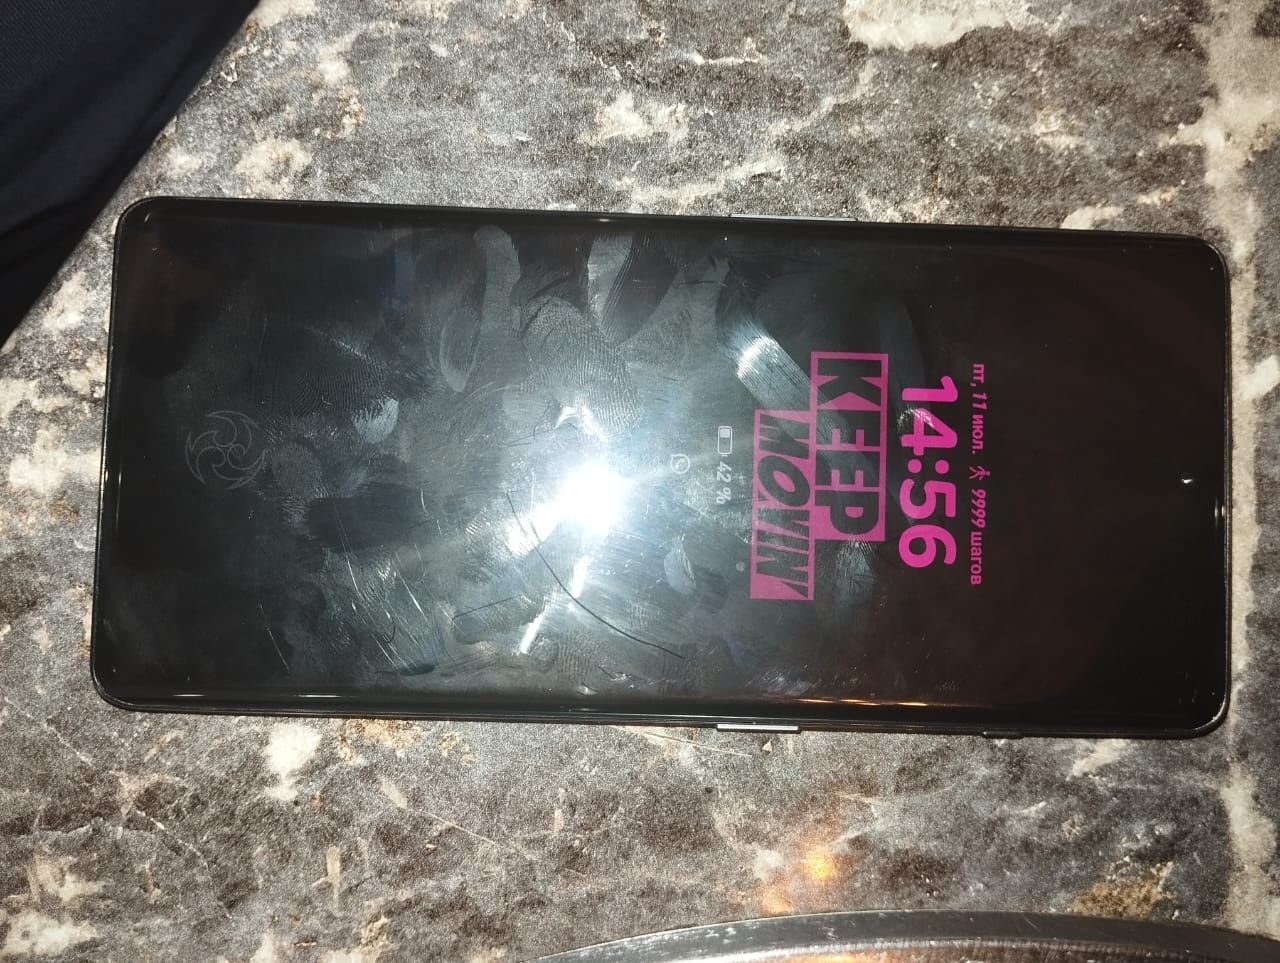 пт, 11 июл. 9999 шагов
14:56
KEEP
MOVIN'
42 %